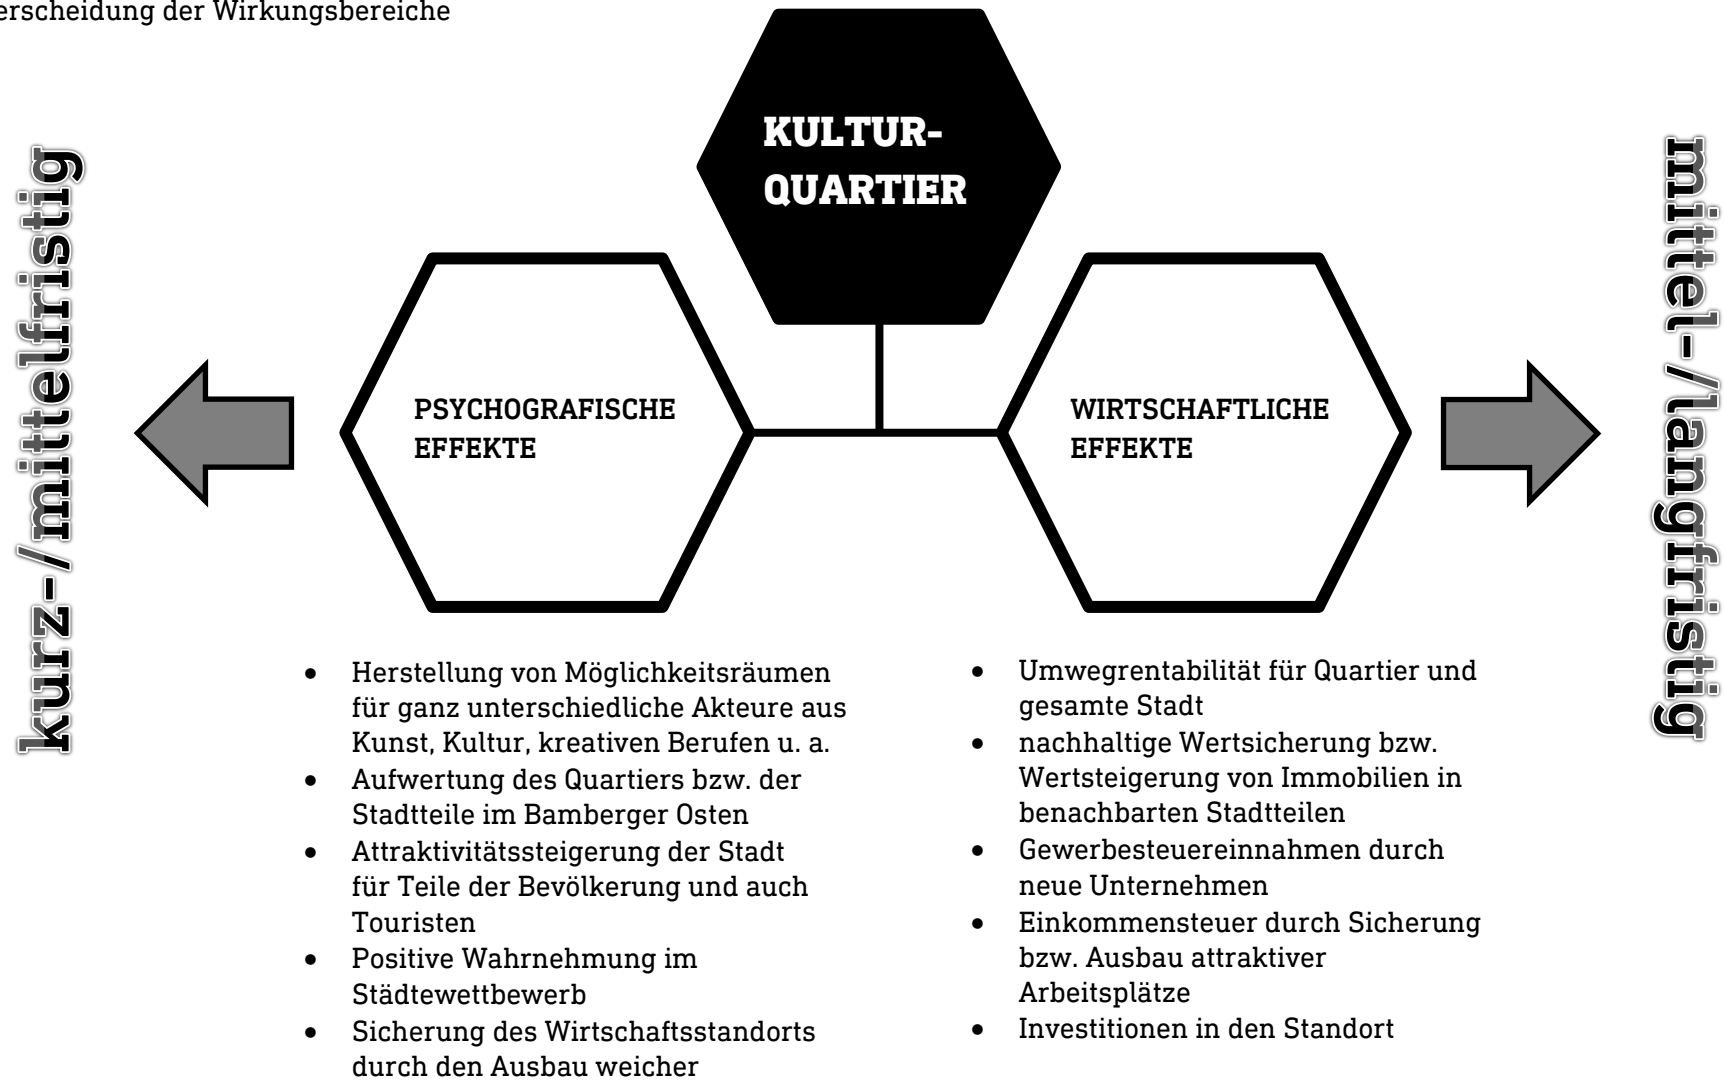 erscheidung der Wirkungsbereiche
KULTUR-
QUARTIER
kurz-/mittelfristig
PSYCHOGRAFISCHE
EFFEKTE
WIRTSCHAFTLICHE
EFFEKTE
mittel-/langfristig
• Herstellung von Möglichkeitsräumen
für ganz unterschiedliche Akteure aus
Kunst, Kultur, kreativen Berufen u. a.
• Aufwertung des Quartiers bzw. der
Stadtteile im Bamberger Osten
• Attraktivitätssteigerung der Stadt
für Teile der Bevölkerung und auch
Touristen
• Positive Wahrnehmung im
Städtewettbewerb
• Sicherung des Wirtschaftsstandorts
durch den Ausbau weicher
• Umwegrentabilität für Quartier und
gesamte Stadt
• nachhaltige Wertsicherung bzw.
Wertsteigerung von Immobilien in
benachbarten Stadtteilen
• Gewerbesteuereinnahmen durch
neue Unternehmen
• Einkommensteuer durch Sicherung
bzw. Ausbau attraktiver
Arbeitsplätze
• Investitionen in den Standort